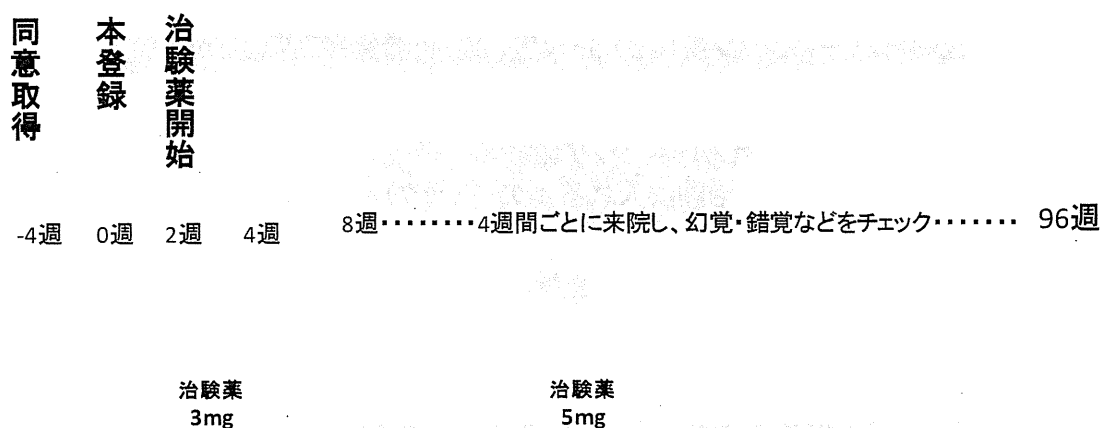 同意取得
本登録
治験薬開始
-4週 0週 2週 4週 8週・・・・・・・・4週間ごとに来院し、幻覚・錯覚などをチェック・・・・・・・ 96週
治験薬
3mg
治験薬
5mg